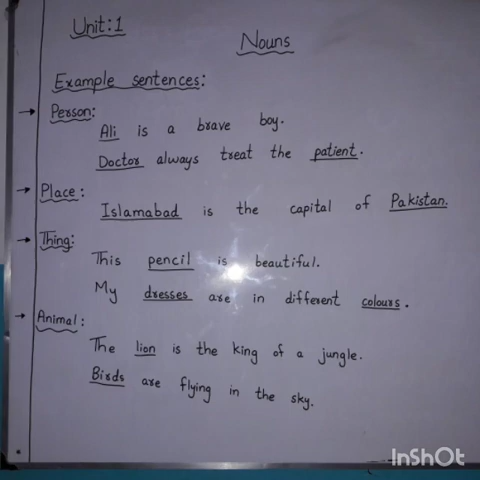 Unit:1
Nouns
Example sentences:
→ Person:
Ali is a brave boy.
Doctor always treat the patient.
→ Place:
Islamabad is the capital of Pakistan.
→ Thing:
This pencil is beautiful.
My dresses are in different colours.
→ Animal:
The lion is the king of a jungle.
Birds are flying in the sky.
InShOt